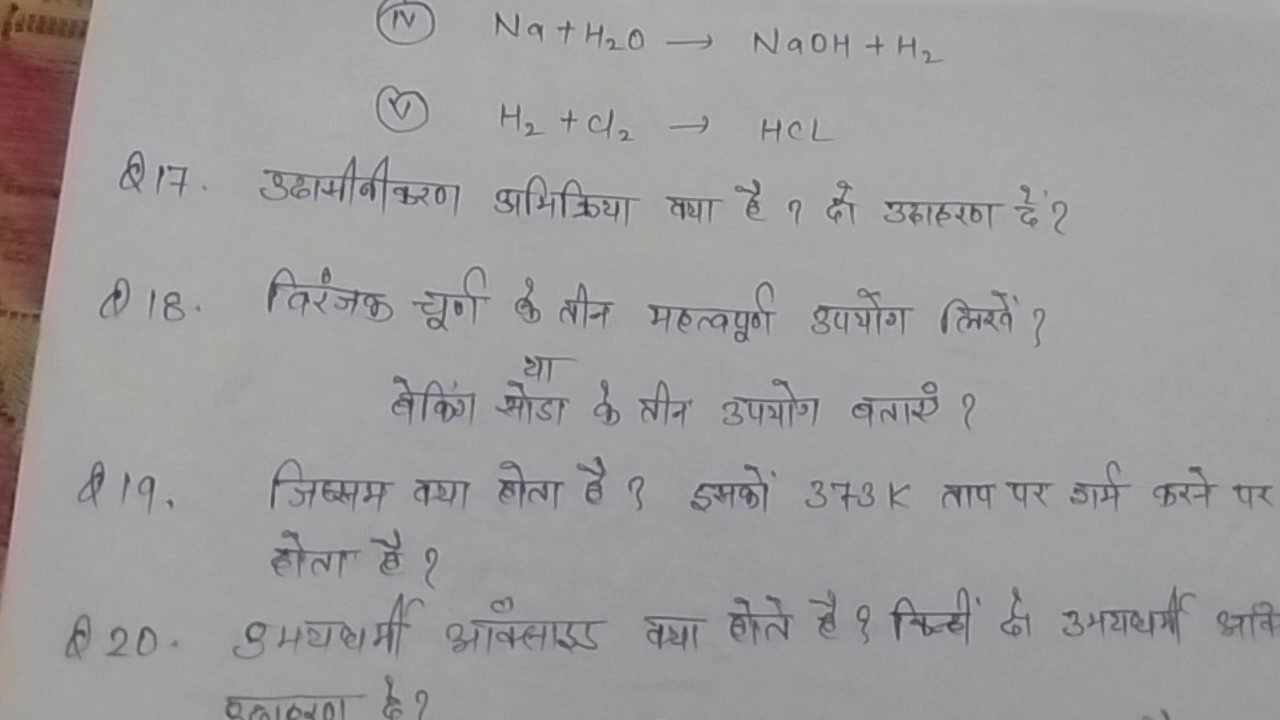 (IV) Na + H₂O → NaOH + H₂
(V) H₂ + Cl₂ → HCL
Q17. उदासीनीकरण अभिक्रिया क्या है? दो उदाहरण दें?
Q18. विरंजक चूर्ण के तीन महत्वपूर्ण उपयोग लिखें?
या
बेकिंग सोडा के तीन उपयोग बताएं?
Q19. जिप्सम क्या होता है? इसकों 373K ताप पर गर्म करने पर
होता है?
Q20. उभयधर्मी ऑक्साइड क्या होते है? किन्हीं दो उभयधर्मी
उदाहरण दे?